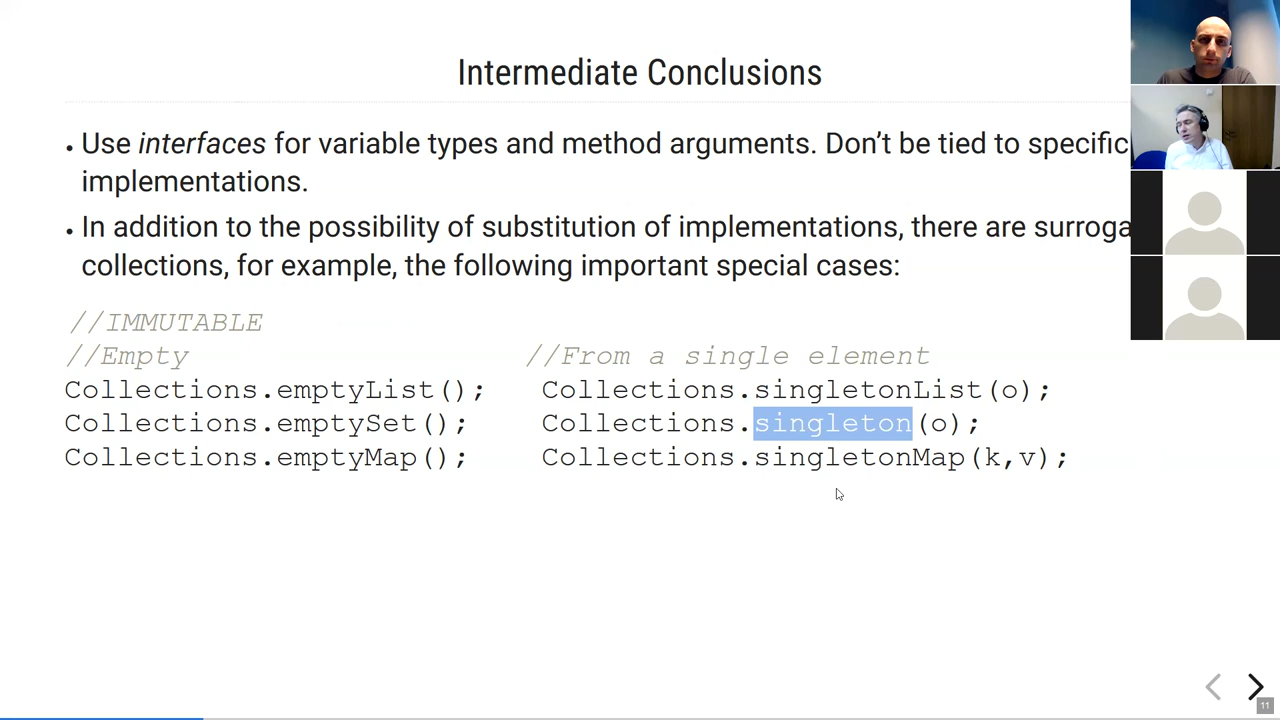 Intermediate Conclusions
• Use interfaces for variable types and method arguments. Don’t be tied to specific
implementations.
• In addition to the possibility of substitution of implementations, there are
collections, for example, the following important special cases:
//IMMUTABLE
//Empty //From a single element
Collections.emptyList(); Collections.singletonList(o);
Collections.emptySet(); Collections.singleton(o);
Collections.emptyMap(); Collections.singletonMap(k,v);
11